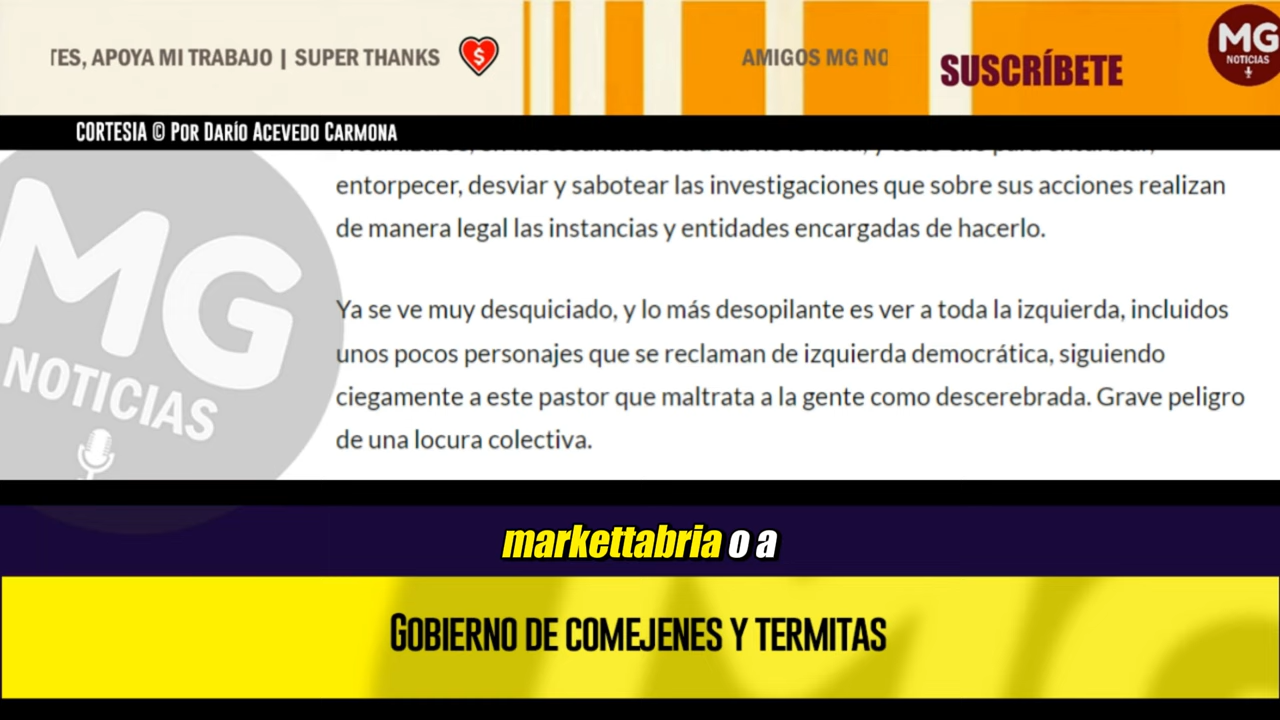 TES, APOYA MI TRABAJO | SUPER THANKS
$
AMIGOS MG NO
SUSCRÍBETE
MG
NOTICIAS
CORTESIA © POR DARÍO ACEVEDO CARMONA
entorpecer, desviar y sabotear las investigaciones que sobre sus acciones realizan
de manera legal las instancias y entidades encargadas de hacerlo.
Ya se ve muy desquiciado, y lo más desopilante es ver a toda la izquierda, incluidos
unos pocos personajes que se reclaman de izquierda democrática, siguiendo
ciegamente a este pastor que maltrata a la gente como descerebrada. Grave peligro
de una locura colectiva.
MG
NOTICIAS
markettabria o a
GOBIERNO DE COMEJENES Y TERMITAS